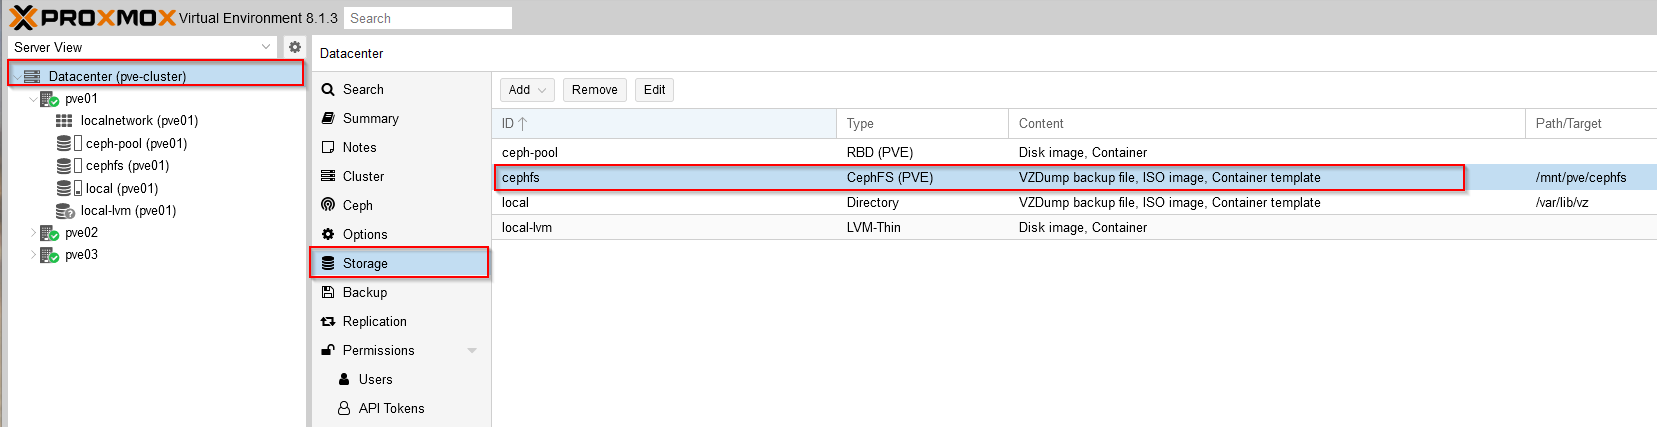 PROXMOX Virtual Environment 8.1.3 Search
Server View
Datacenter (pve-cluster)
pve01
localnetwork (pve01)
ceph-pool (pve01)
cephfs (pve01)
local (pve01)
local-lvm (pve01)
pve02
pve03
Datacenter
Search
Summary
Notes
Cluster
Ceph
Options
Storage
Backup
Replication
Permissions
Users
API Tokens
Add Remove Edit
ID Type Content Path/Target
ceph-pool RBD (PVE) Disk image, Container
cephfs CephFS (PVE) VZDump backup file, ISO image, Container template /mnt/pve/cephfs
local Directory VZDump backup file, ISO image, Container template /var/lib/vz
local-lvm LVM-Thin Disk image, Container